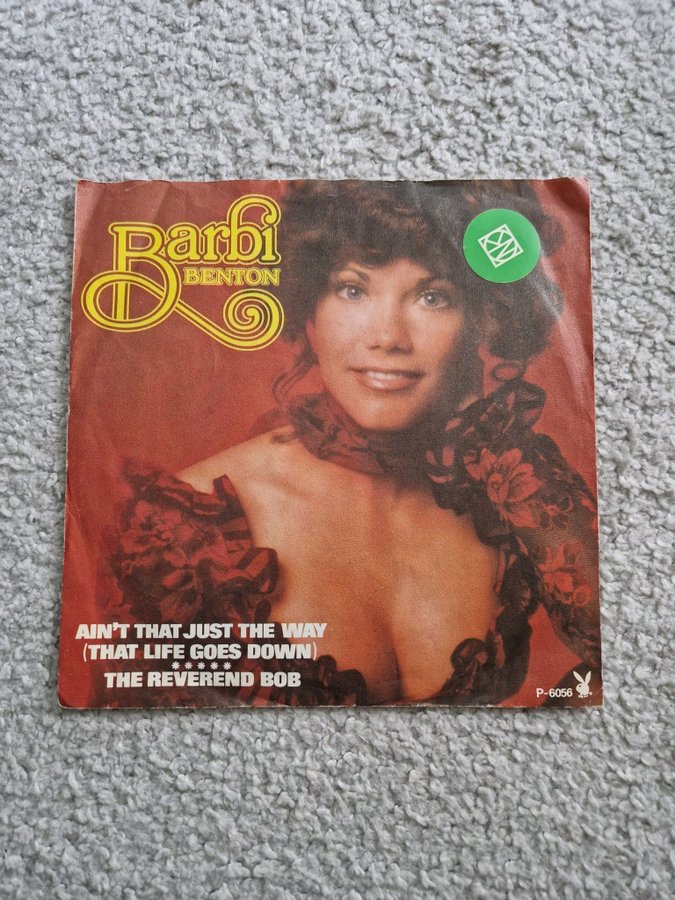 Barbi
BENTON
AIN'T THAT JUST THE WAY
(THAT LIFE GOES DOWN)
*****
THE REVEREND BOB
P-6056